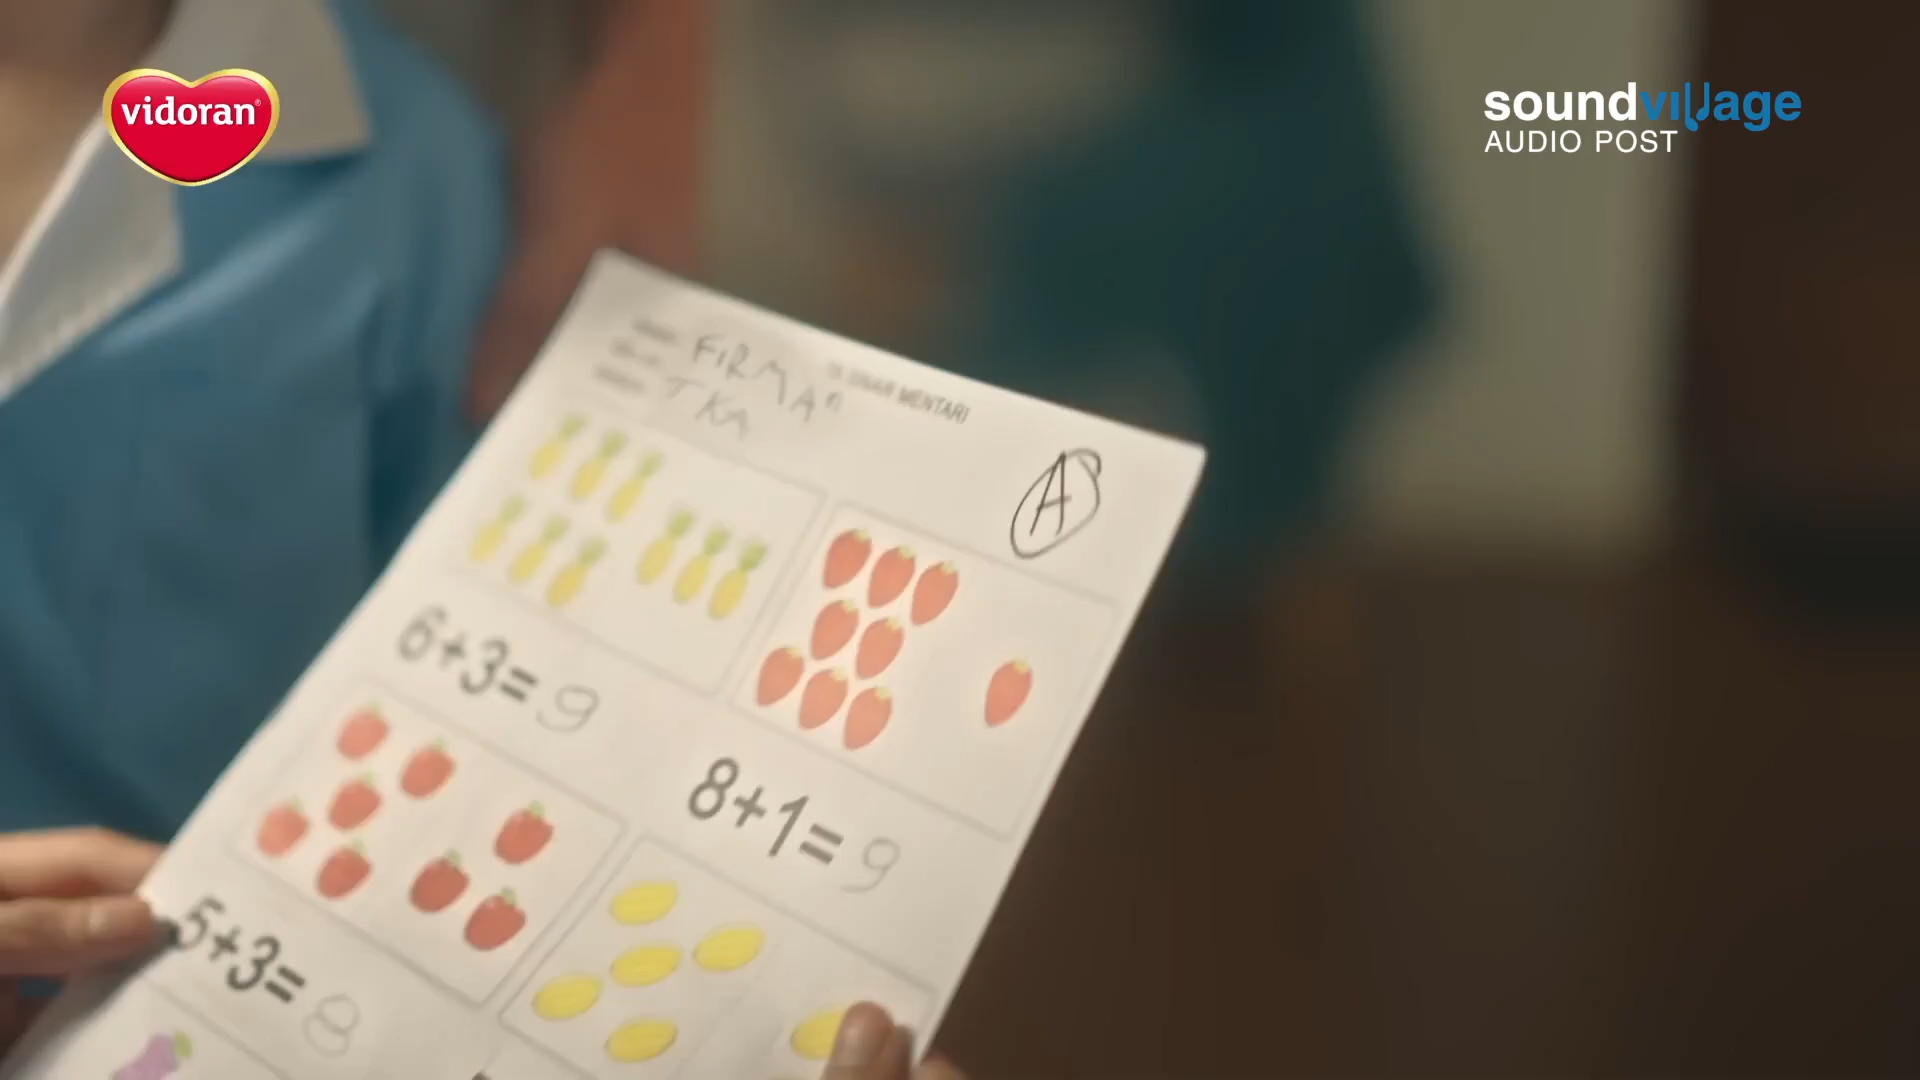 vidoran®
soundvillage
AUDIO POST
FIRMAN
TKA
SINAR MENTARI
A
6+3=9
8+1=9
5+3=8